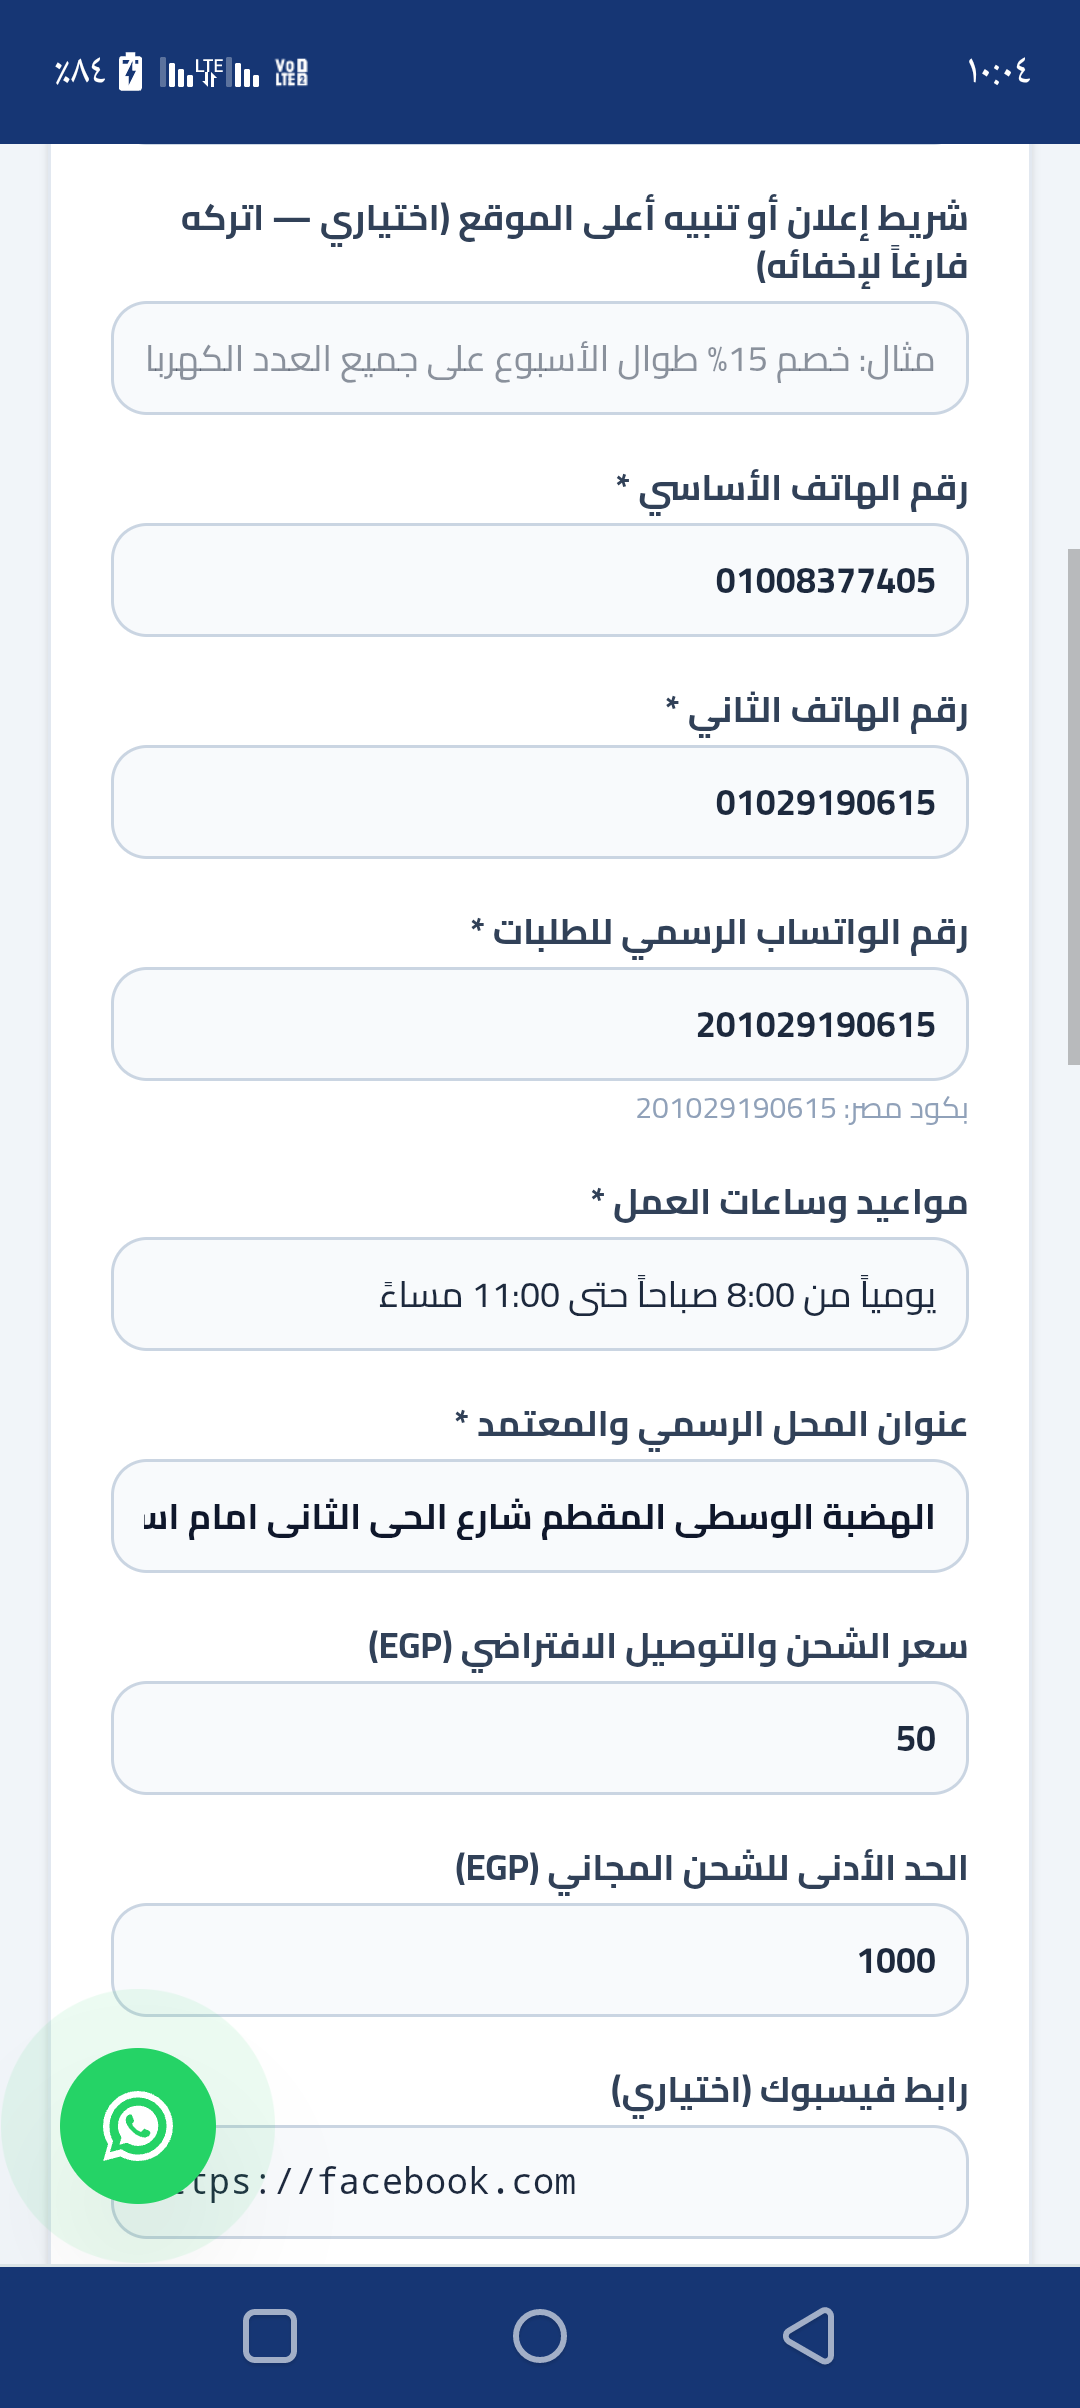 ٪٨٤ LTE VoLTE 1 2 ١٠:٠٤
شريط إعلان أو تنبيه أعلى الموقع (اختياري — اتركه
فارغاً لإخفائه)
مثال: خصم 15% طوال الأسبوع على جميع العدد الكهربا
رقم الهاتف الأساسي *
01008377405
رقم الهاتف الثاني *
01029190615
رقم الواتساب الرسمي للطلبات *
201029190615
بكود مصر: 201029190615
مواعيد وساعات العمل *
يومياً من 8:00 صباحاً حتى 11:00 مساءً
عنوان المحل الرسمي والمعتمد *
الهضبة الوسطى المقطم شارع الحى الثانى امام
سعر الشحن والتوصيل الافتراضي (EGP)
50
الحد الأدنى للشحن المجاني (EGP)
1000
رابط فيسبوك (اختياري)
tps://facebook.com